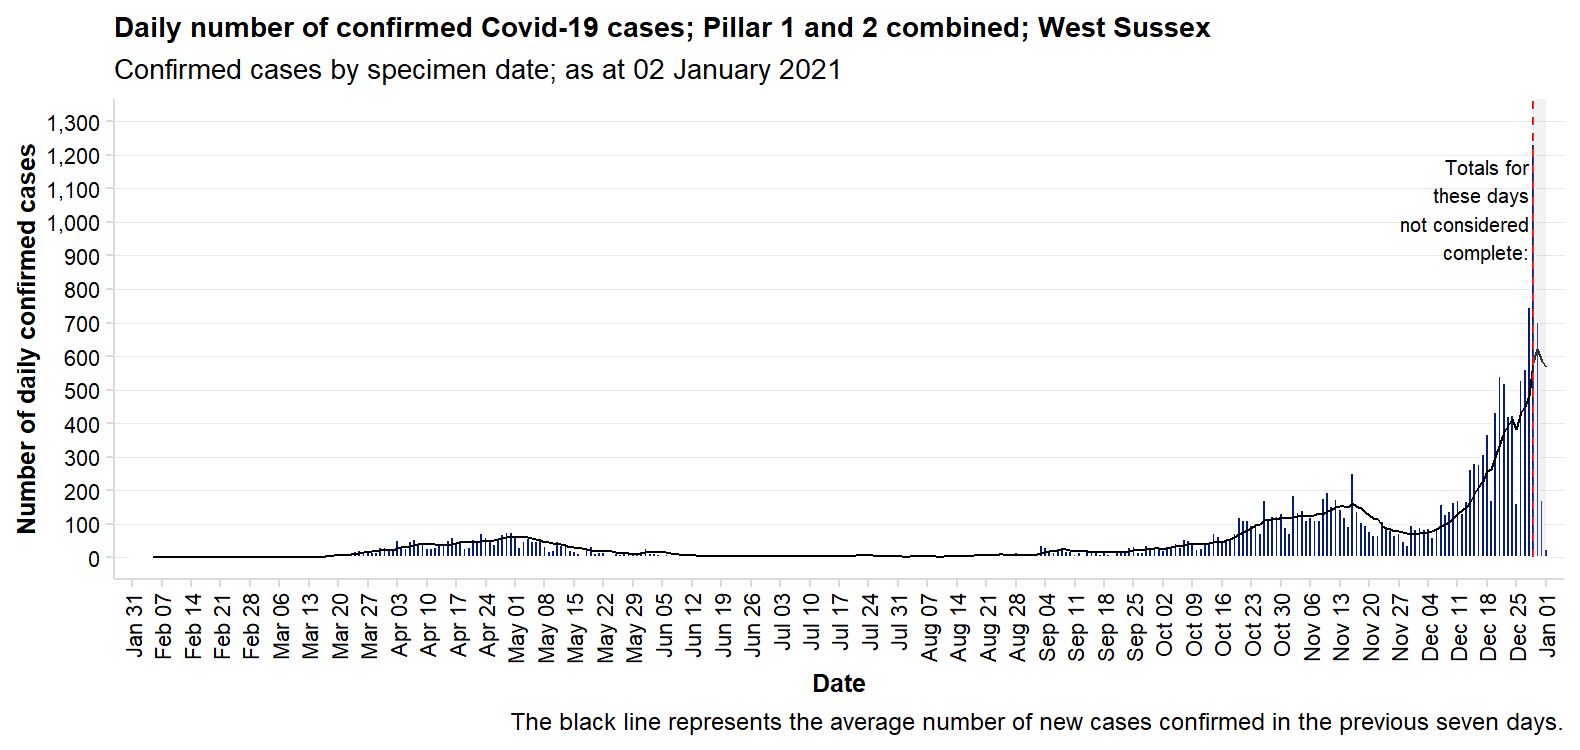 Daily number of confirmed Covid-19 cases; Pillar 1 and 2 combined; West Sussex
Confirmed cases by specimen date; as at 02 January 2021
Number of daily confirmed cases
1,300
1,200
1,100
1,000
900
800
700
600
500
400
300
200
100
0
Totals for
these days
not considered
complete:
Jan 31
Feb 07
Feb 14
Feb 21
Feb 28
Mar 06
Mar 13
Mar 20
Mar 27
Apr 03
Apr 10
Apr 17
Apr 24
May 01
May 08
May 15
May 22
May 29
Jun 05
Jun 12
Jun 19
Jun 26
Jul 03
Jul 10
Jul 17
Jul 24
Jul 31
Aug 07
Aug 14
Aug 21
Aug 28
Sep 04
Sep 11
Sep 18
Sep 25
Oct 02
Oct 09
Oct 16
Oct 23
Oct 30
Nov 06
Nov 13
Nov 20
Nov 27
Dec 04
Dec 11
Dec 18
Dec 25
Jan 01
Date
The black line represents the average number of new cases confirmed in the previous seven days.